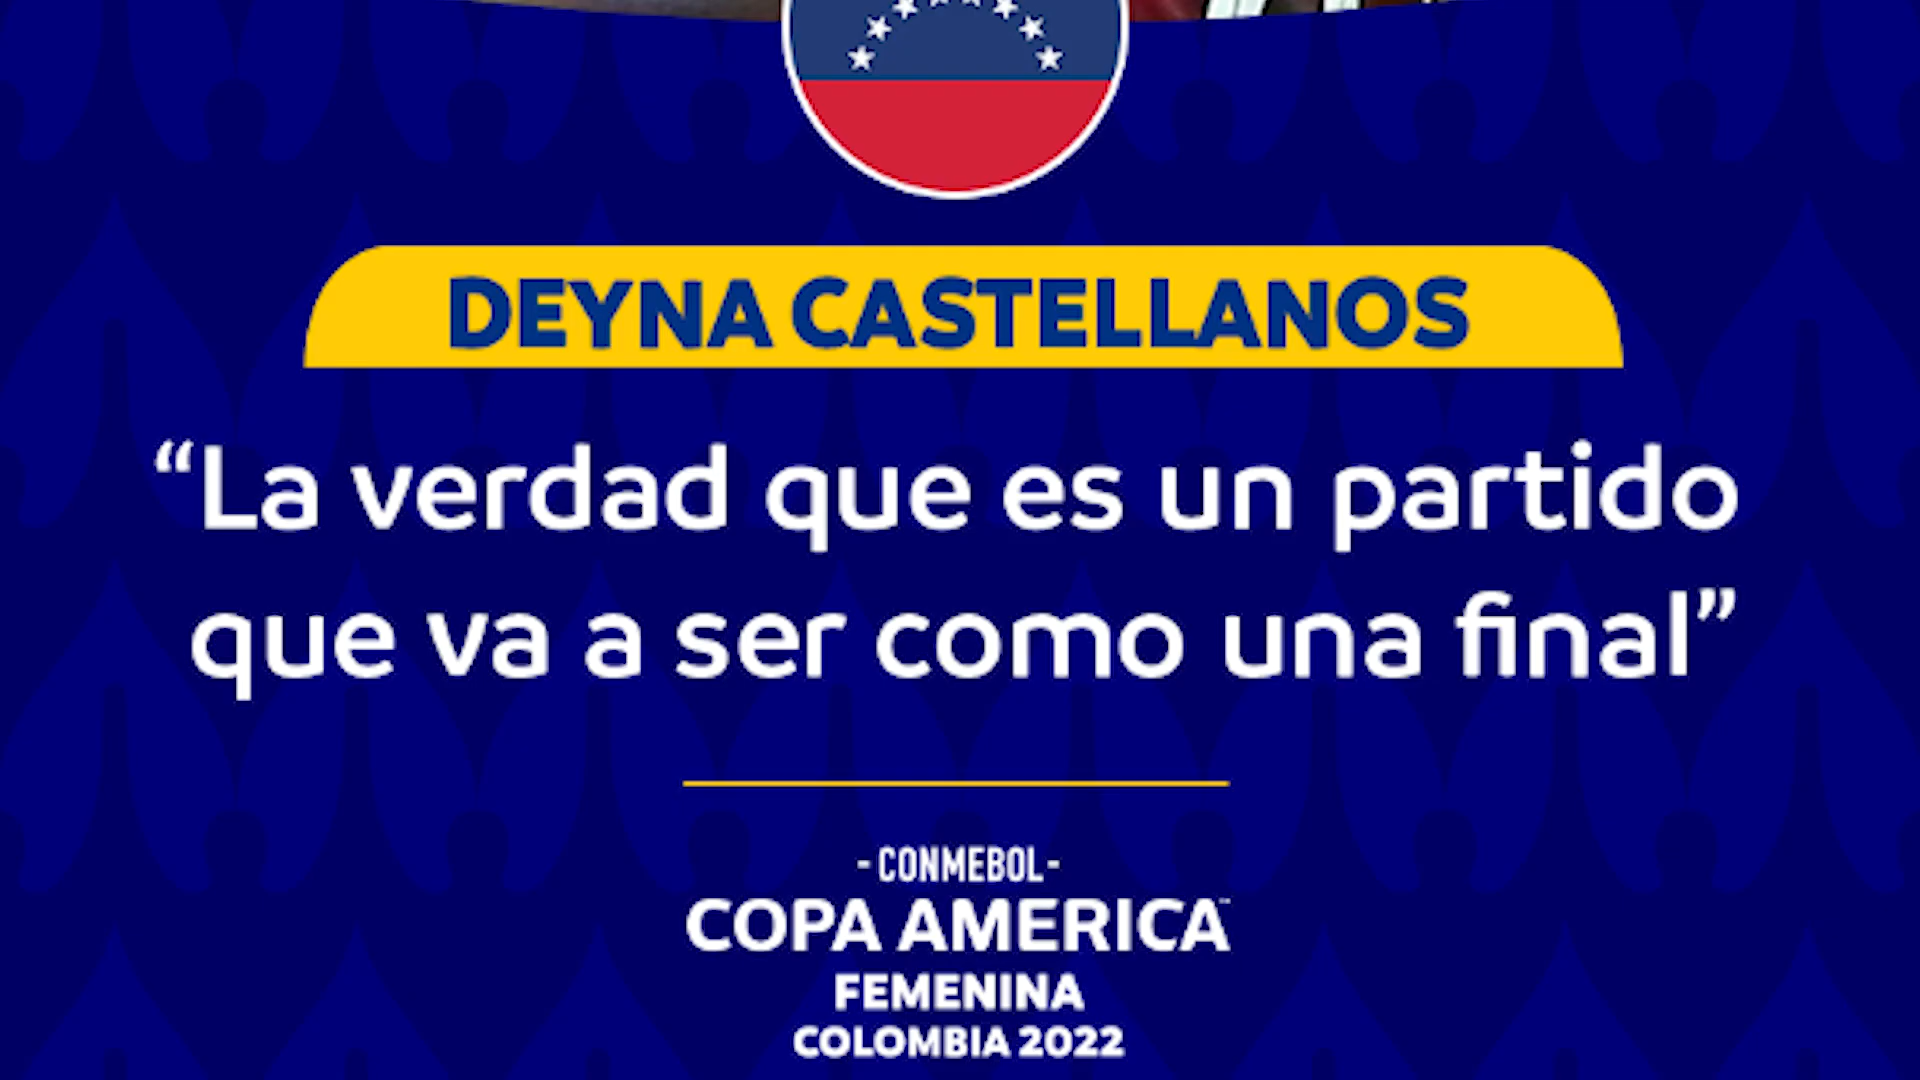 DEYNA CASTELLANOS
“La verdad que es un partido
que va a ser como una final”
-CONMEBOL-
COPA AMERICA™
FEMENINA
COLOMBIA 2022